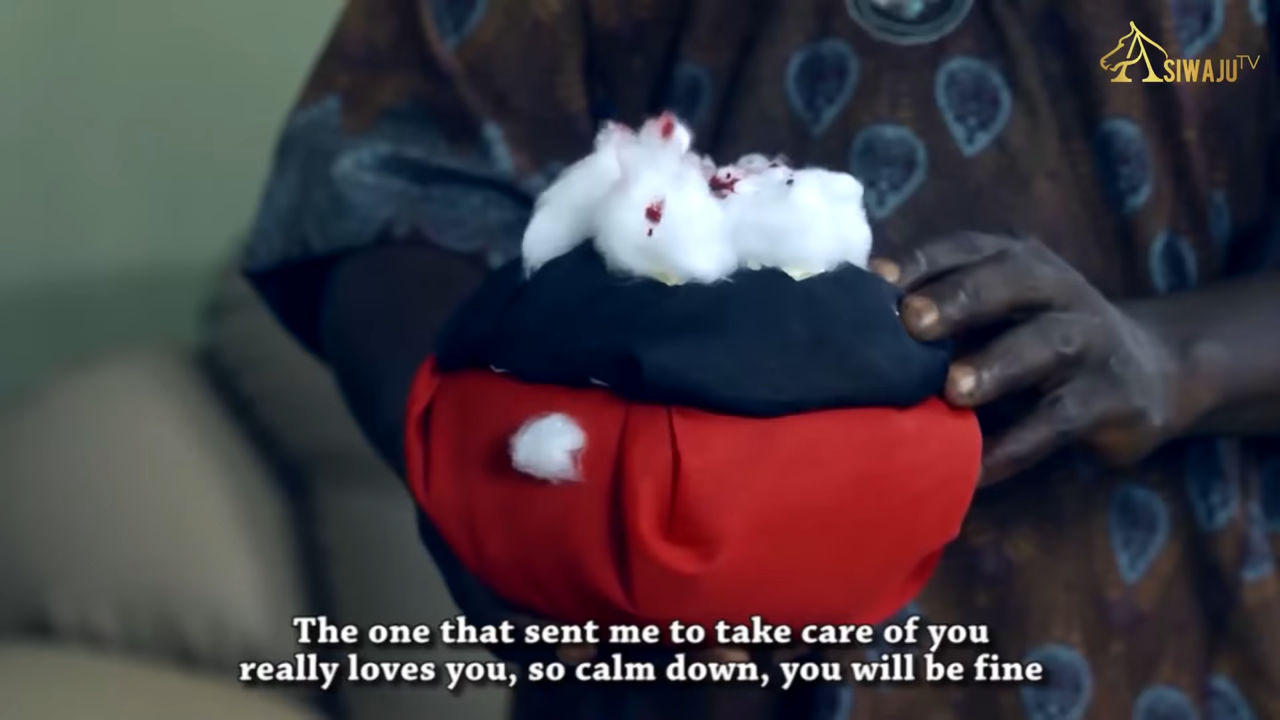 ASIWAJU TV
The one that sent me to take care of you
really loves you, so calm down, you will be fine